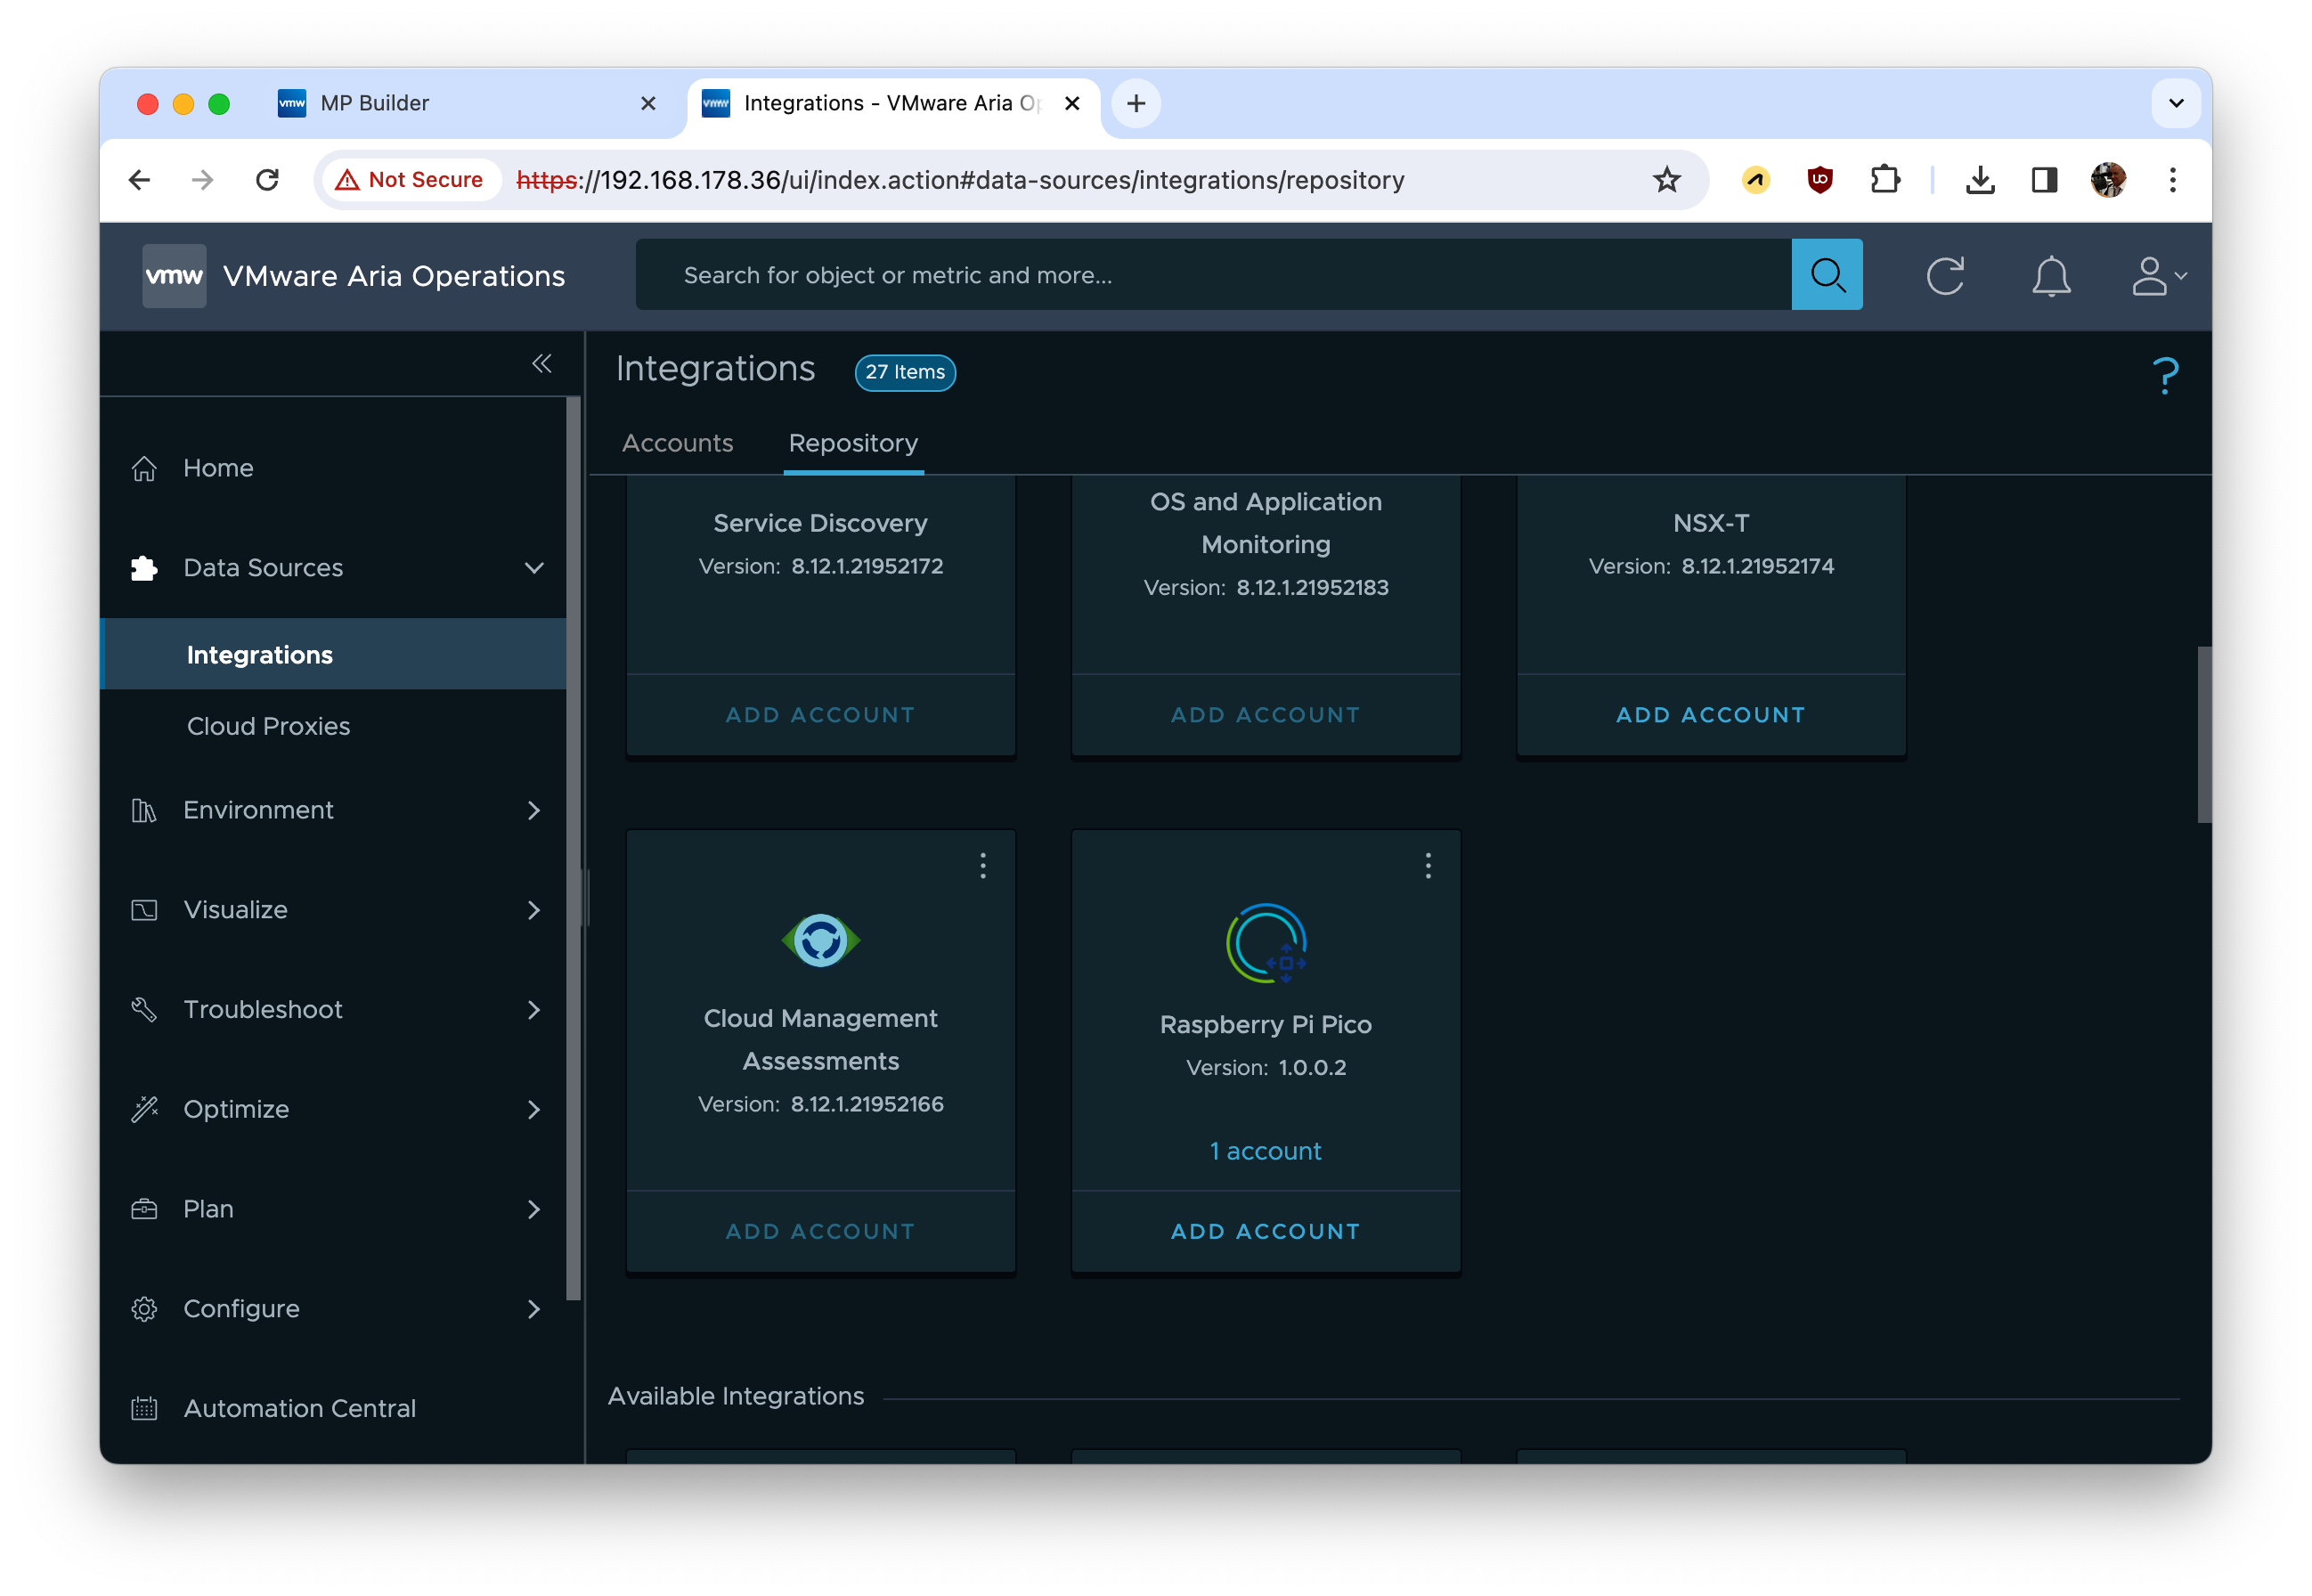 vmw MP Builder
vmw Integrations - VMware Aria Op
Not Secure https://192.168.178.36/ui/index.action#data-sources/integrations/repository
vmw VMware Aria Operations
Search for object or metric and more...
Integrations 27 Items
?
Accounts Repository
Home
Data Sources
Integrations
Cloud Proxies
Environment
Visualize
Troubleshoot
Optimize
Plan
Configure
Automation Central
Service Discovery
Version: 8.12.1.21952172
ADD ACCOUNT
OS and Application
Monitoring
Version: 8.12.1.21952183
ADD ACCOUNT
NSX-T
Version: 8.12.1.21952174
ADD ACCOUNT
Cloud Management
Assessments
Version: 8.12.1.21952166
ADD ACCOUNT
Raspberry Pi Pico
Version: 1.0.0.2
1 account
ADD ACCOUNT
Available Integrations